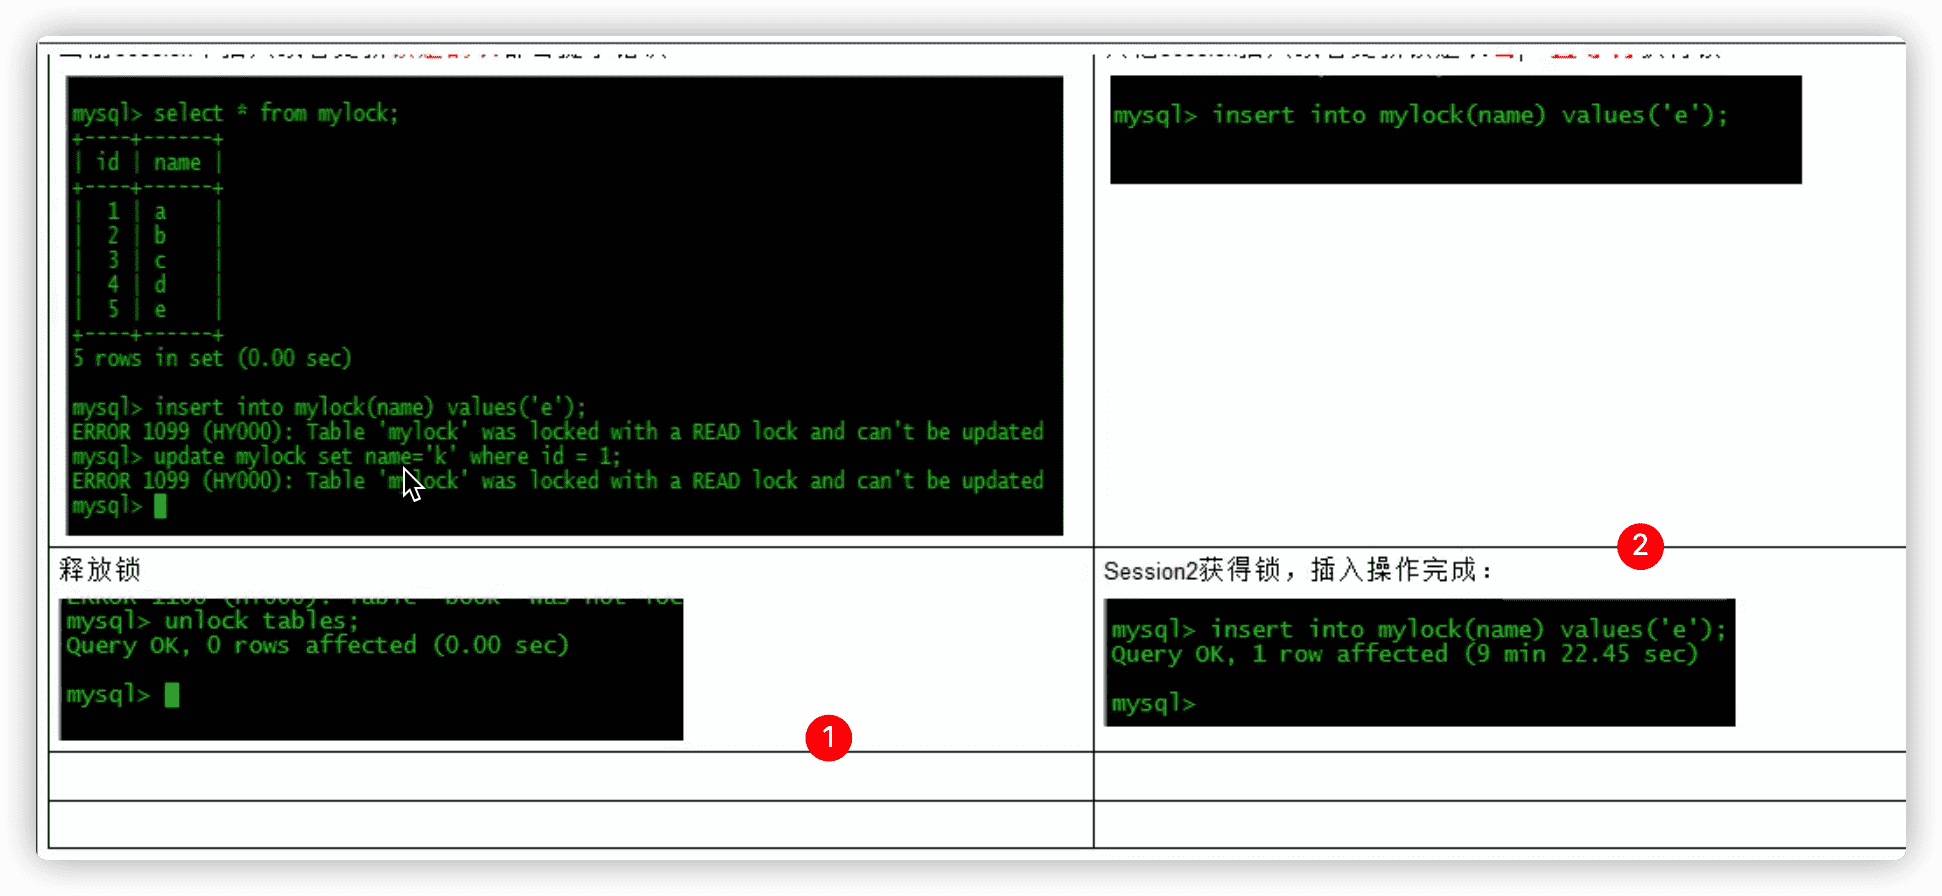 mysql> select * from mylock;
+----+------+
| id | name |
+----+------+
| 1 | a |
| 2 | b |
| 3 | c |
| 4 | d |
| 5 | e |
+----+------+
5 rows in set (0.00 sec)
mysql> insert into mylock(name) values('e');
ERROR 1099 (HY000): Table 'mylock' was locked with a READ lock and can't be updated
mysql> update mylock set name='k' where id = 1;
ERROR 1099 (HY000): Table 'mylock' was locked with a READ lock and can't be updated
mysql>
mysql> insert into mylock(name) values('e');
2
释放锁
mysql> unlock tables;
Query OK, 0 rows affected (0.00 sec)
mysql>
1
Session2获得锁，插入操作完成：
mysql> insert into mylock(name) values('e');
Query OK, 1 row affected (9 min 22.45 sec)
mysql>